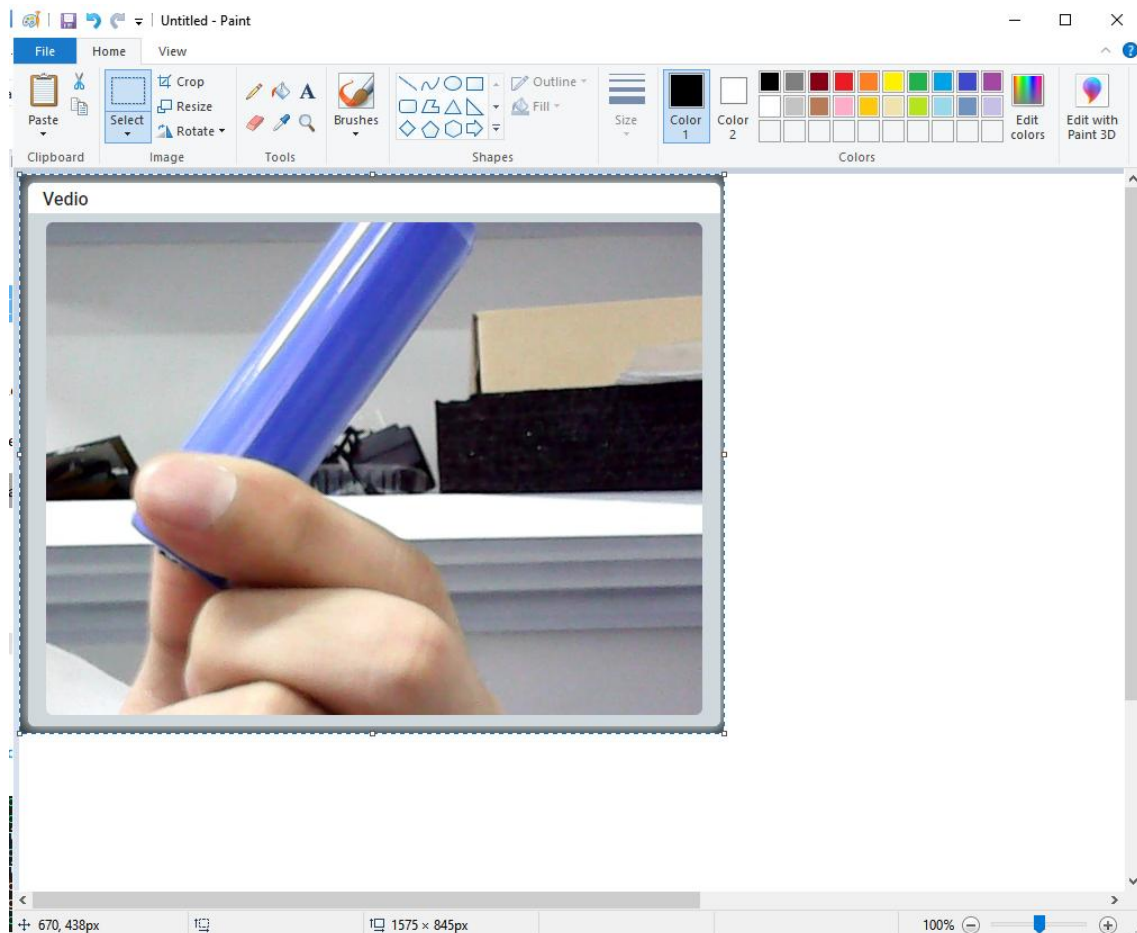 Untitled - Paint
File Home View
Paste
Clipboard
Select
Crop
Resize
Rotate
Image
A
Tools
Brushes
Shapes
Outline
Fill
Size
Color
1
Color
2
Colors
Edit
colors
Edit with
Paint 3D
Vedio
670, 438px
1575 × 845px
100%